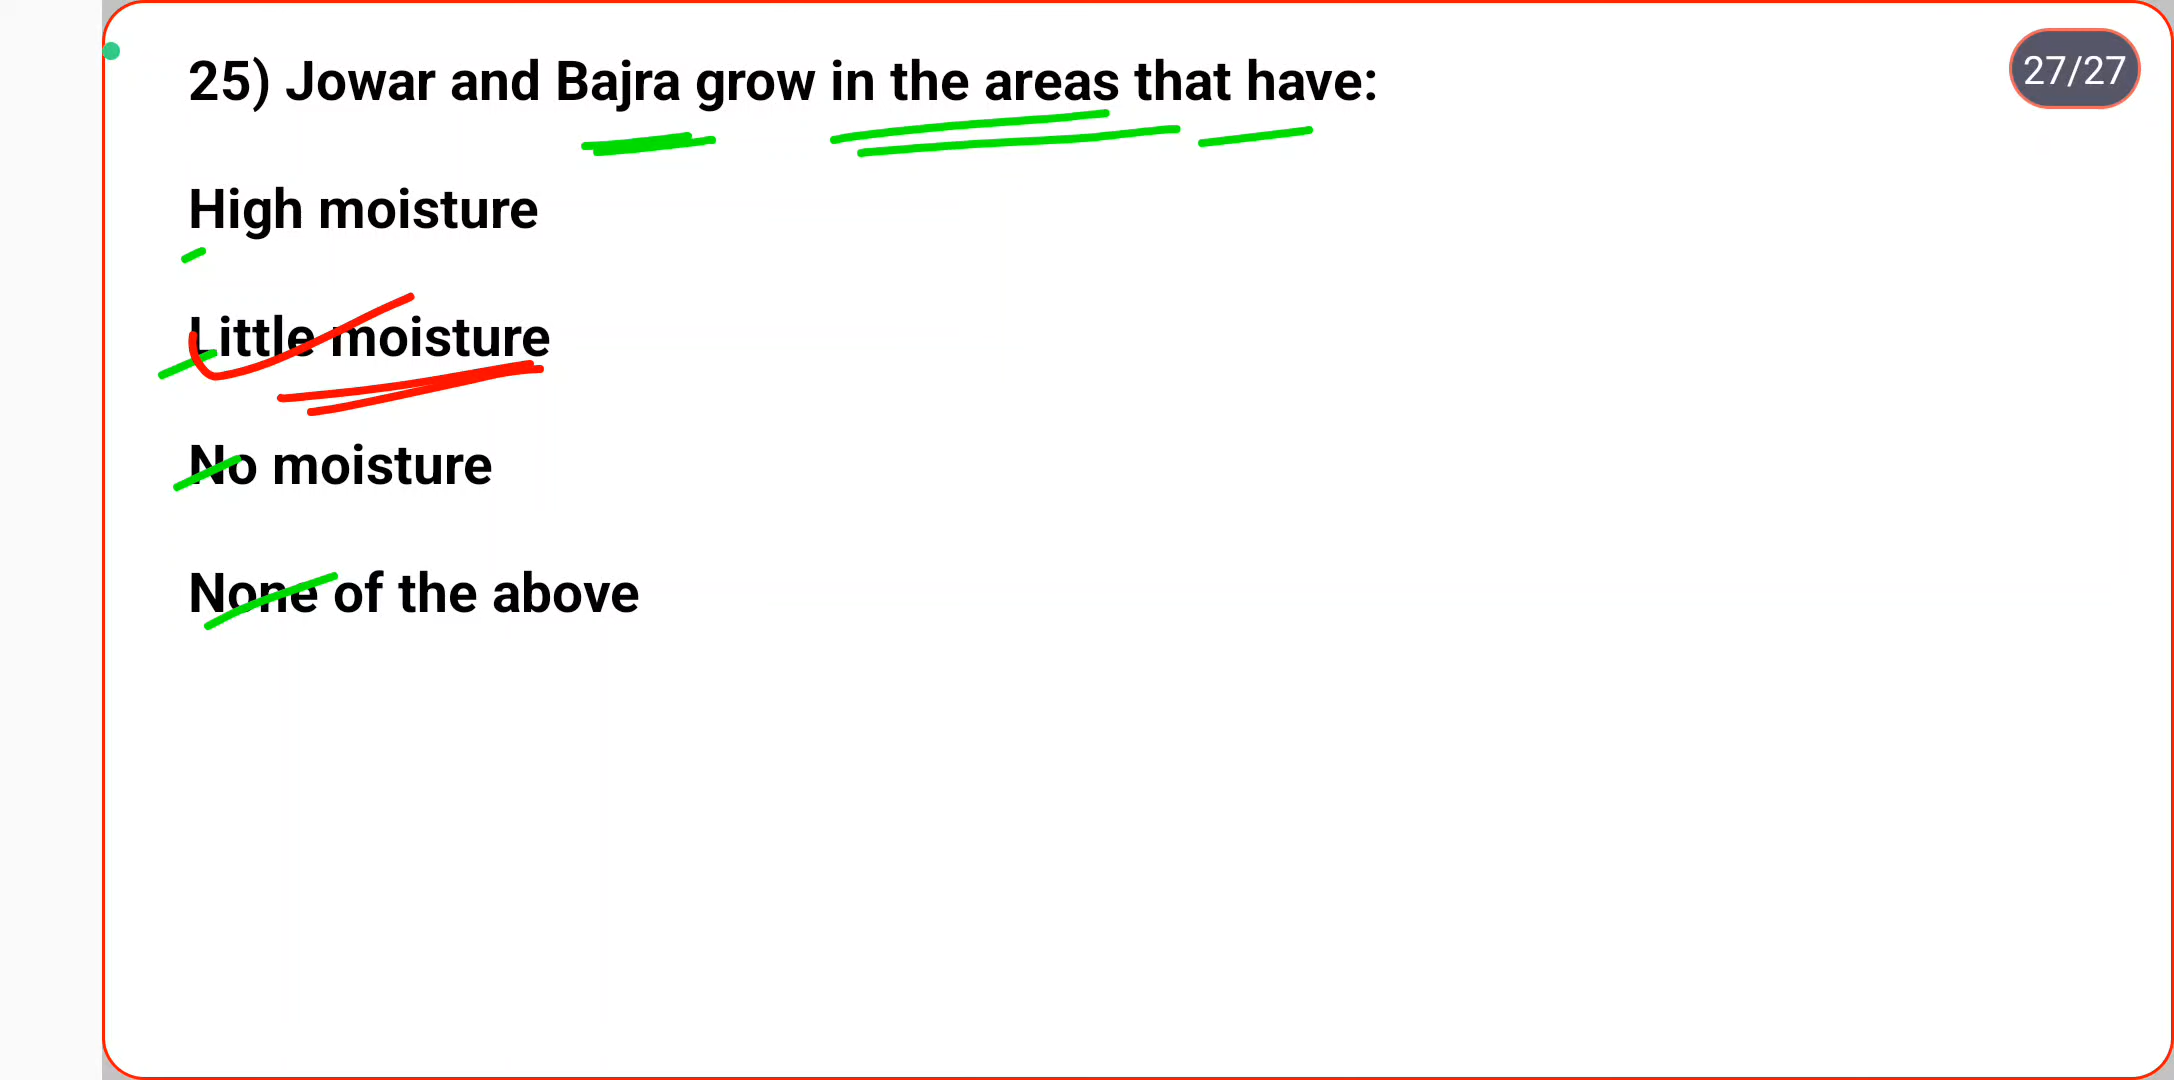 25) Jowar and Bajra grow in the areas that have:
27/27
High moisture
Little moisture
No moisture
None of the above